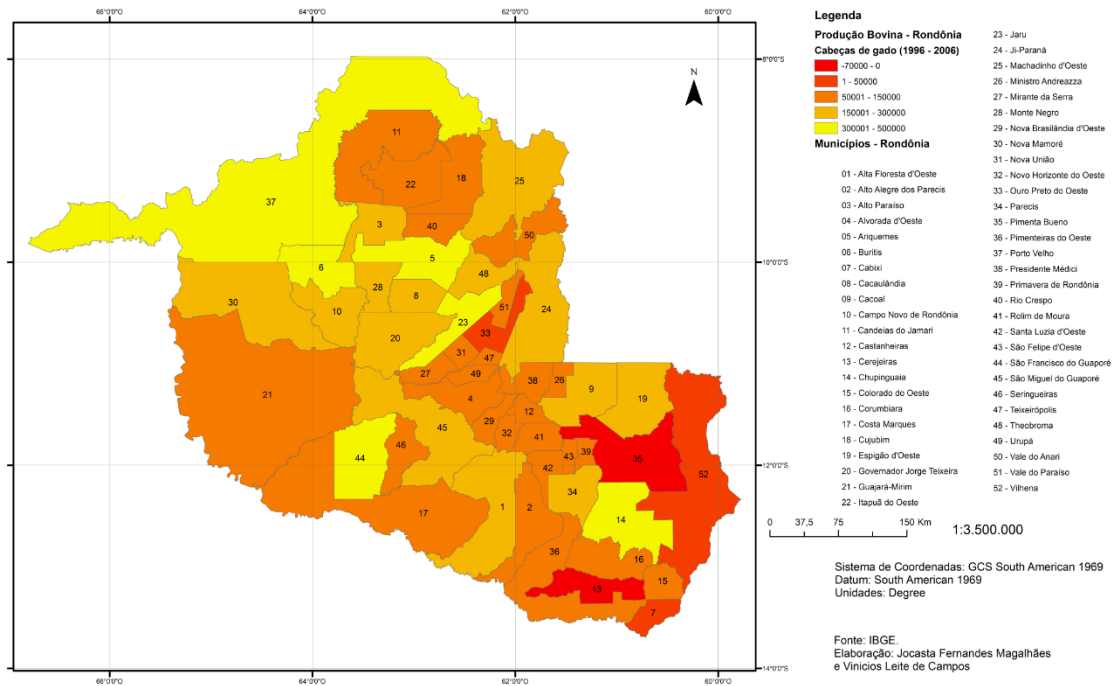 66°0'0"O
64°0'0"O
62°0'0"O
60°0'0"O
8°0'0"S
10°0'0"S
12°0'0"S
14°0'0"S
66°0'0"O
64°0'0"O
62°0'0"O
60°0'0"O
N
11
22
18
25
37
3
40
50
5
6
48
28
8
30
10
51
24
23
33
20
31
47
27
49
38
26
9
19
21
4
12
45
29
32
41
44
46
43
39
35
52
42
34
1
2
14
17
36
16
15
13
7
Legenda
Produção Bovina - Rondônia
Cabeças de gado (1996 - 2006)
-70000 - 0
1 - 50000
50001 - 150000
150001 - 300000
300001 - 500000
Municípios - Rondônia
01 - Alta Floresta d'Oeste
02 - Alto Alegre dos Parecis
03 - Alto Paraíso
04 - Alvorada d'Oeste
05 - Ariquemes
06 - Buritis
07 - Cabixi
08 - Cacaulândia
09 - Cacoal
10 - Campo Novo de Rondônia
11 - Candeias do Jamari
12 - Castanheiras
13 - Cerejeiras
14 - Chupinguaia
15 - Colorado do Oeste
16 - Corumbiara
17 - Costa Marques
18 - Cujubim
19 - Espigão d'Oeste
20 - Governador Jorge Teixeira
21 - Guajará-Mirim
22 - Itapuã do Oeste
23 - Jaru
24 - Ji-Paraná
25 - Machadinho d'Oeste
26 - Ministro Andreazza
27 - Mirante da Serra
28 - Monte Negro
29 - Nova Brasilândia d'Oeste
30 - Nova Mamoré
31 - Nova União
32 - Novo Horizonte do Oeste
33 - Ouro Preto do Oeste
34 - Parecis
35 - Pimenta Bueno
36 - Pimenteiras do Oeste
37 - Porto Velho
38 - Presidente Médici
39 - Primavera de Rondônia
40 - Rio Crespo
41 - Rolim de Moura
42 - Santa Luzia d'Oeste
43 - São Felipe d'Oeste
44 - São Francisco do Guaporé
45 - São Miguel do Guaporé
46 - Seringueiras
47 - Teixeirópolis
48 - Theobroma
49 - Urupá
50 - Vale do Anari
51 - Vale do Paraíso
52 - Vilhena
0 37,5 75 150 Km
1:3.500.000
Sistema de Coordenadas: GCS South American 1969
Datum: South American 1969
Unidades: Degree
Fonte: IBGE.
Elaboração: Jocasta Fernandes Magalhães
e Vinicios Leite de Campos